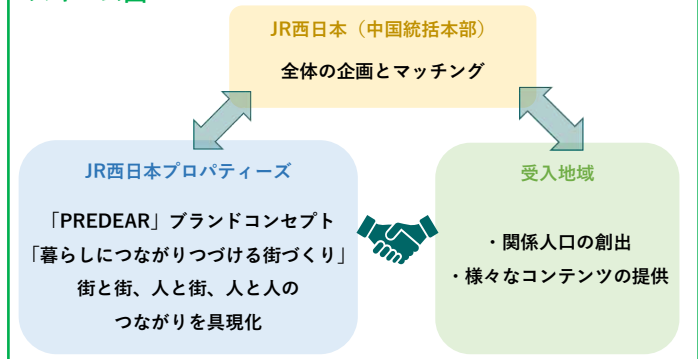 JR西日本（中国統括本部）
全体の企画とマッチング
JR西日本プロパティーズ
「PREDEAR」ブランドコンセプト
「暮らしにつながりつづける街づくり」
街と街、人と街、人と人の
つながりを具現化
受入地域
・関係人口の創出
・様々なコンテンツの提供